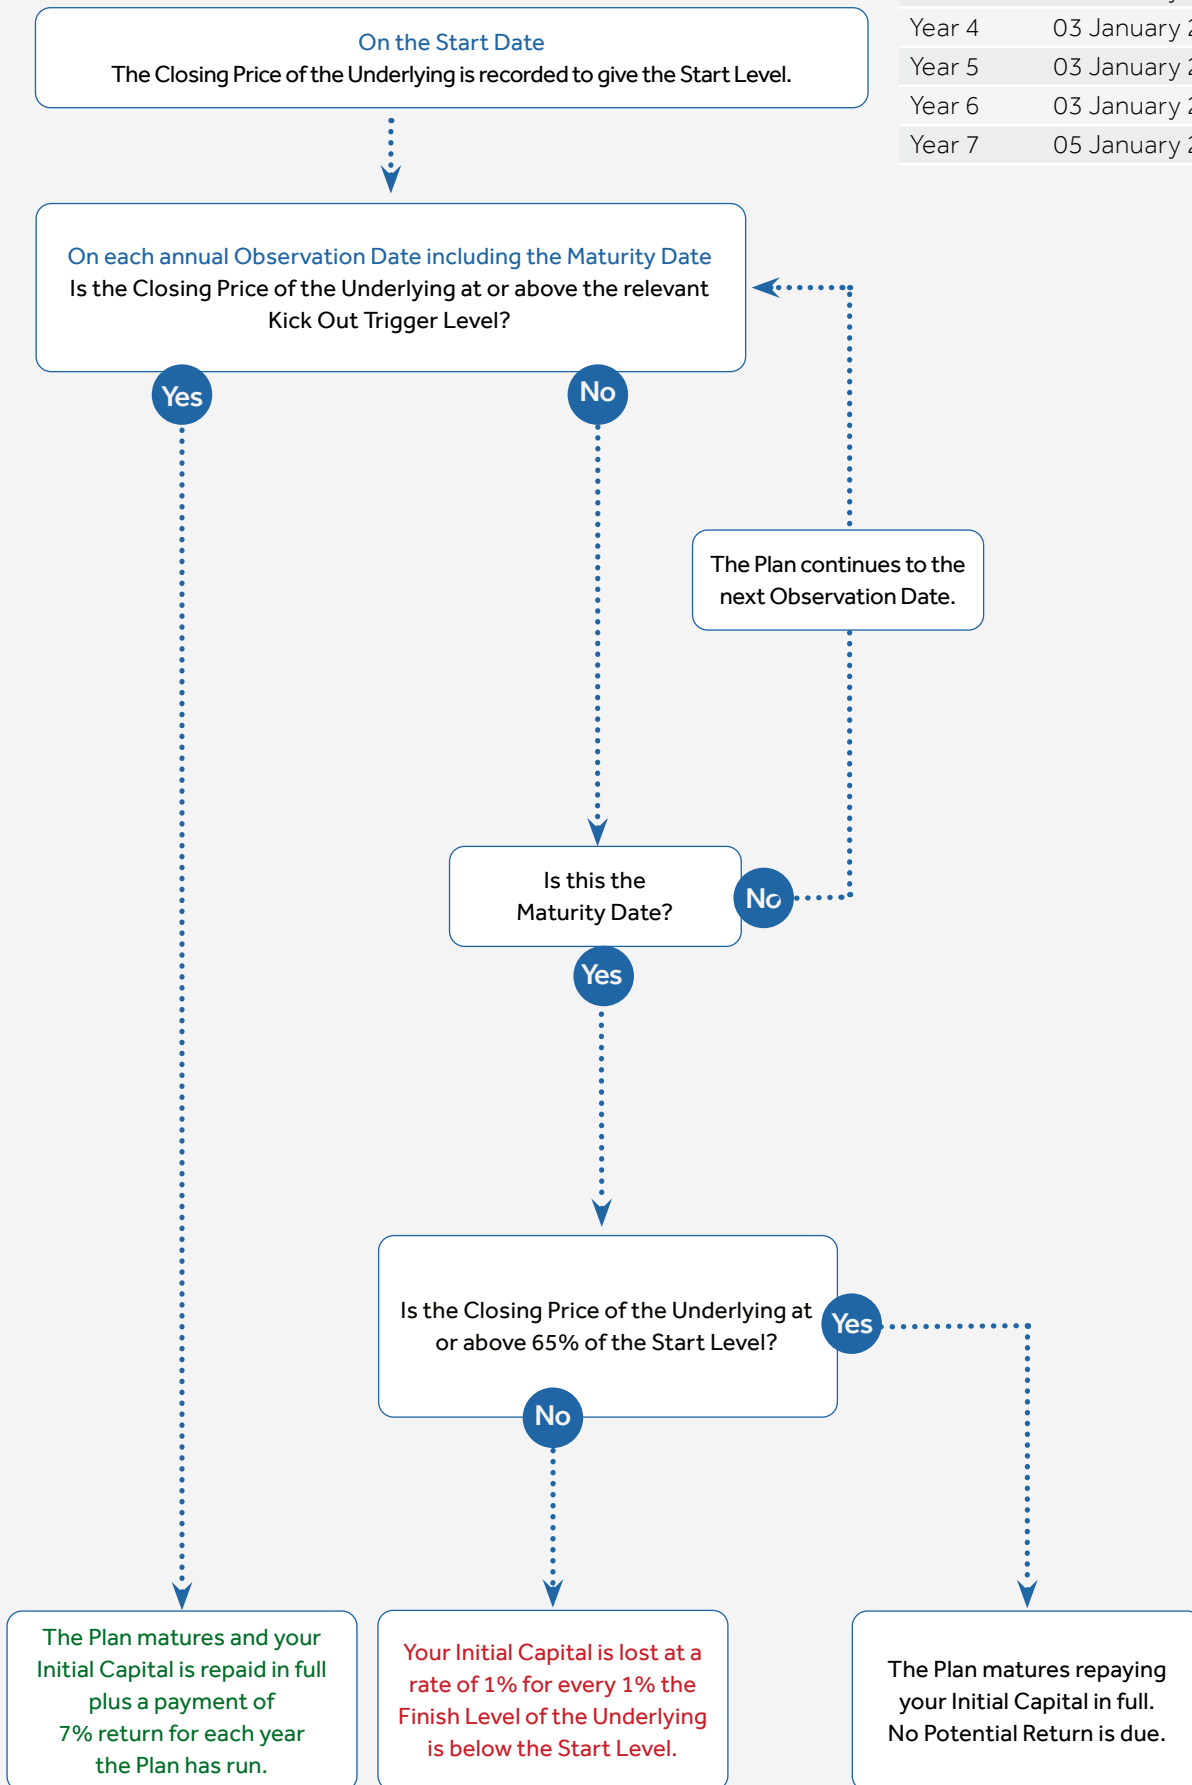 Year 4 03 January
Year 5 03 January
Year 6 03 January
Year 7 05 January
On the Start Date
The Closing Price of the Underlying is recorded to give the Start Level.
On each annual Observation Date including the Maturity Date
Is the Closing Price of the Underlying at or above the relevant
Kick Out Trigger Level?
Yes
No
The Plan continues to the
next Observation Date.
Is this the
Maturity Date?
No
Yes
Is the Closing Price of the Underlying at
or above 65% of the Start Level?
Yes
No
The Plan matures and your
Initial Capital is repaid in full
plus a payment of
7% return for each year
the Plan has run.
Your Initial Capital is lost at a
rate of 1% for every 1% the
Finish Level of the Underlying
is below the Start Level.
The Plan matures repaying
your Initial Capital in full.
No Potential Return is due.